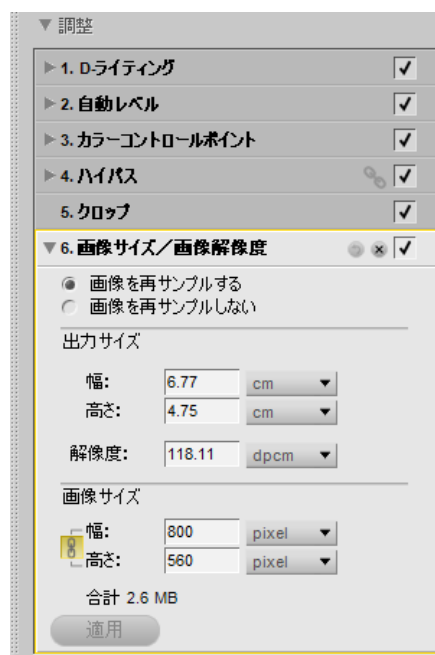 調整
1. D-ライティング
2. 自動レベル
3. カラーコントロールポイント
4. ハイパス
5. クロップ
6. 画像サイズ／画像解像度
画像を再サンプルする
画像を再サンプルしない
出力サイズ
幅: 6.77 cm
高さ: 4.75 cm
解像度: 118.11 dpcm
画像サイズ
幅: 800 pixel
高さ: 560 pixel
合計 2.6 MB
適用